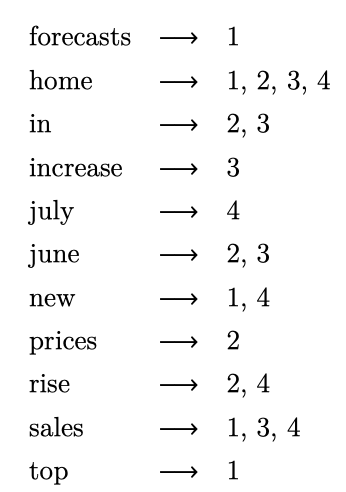 forecasts ⟶ 1
home ⟶ 1, 2, 3, 4
in ⟶ 2, 3
increase ⟶ 3
july ⟶ 4
june ⟶ 2, 3
new ⟶ 1, 4
prices ⟶ 2
rise ⟶ 2, 4
sales ⟶ 1, 3, 4
top ⟶ 1